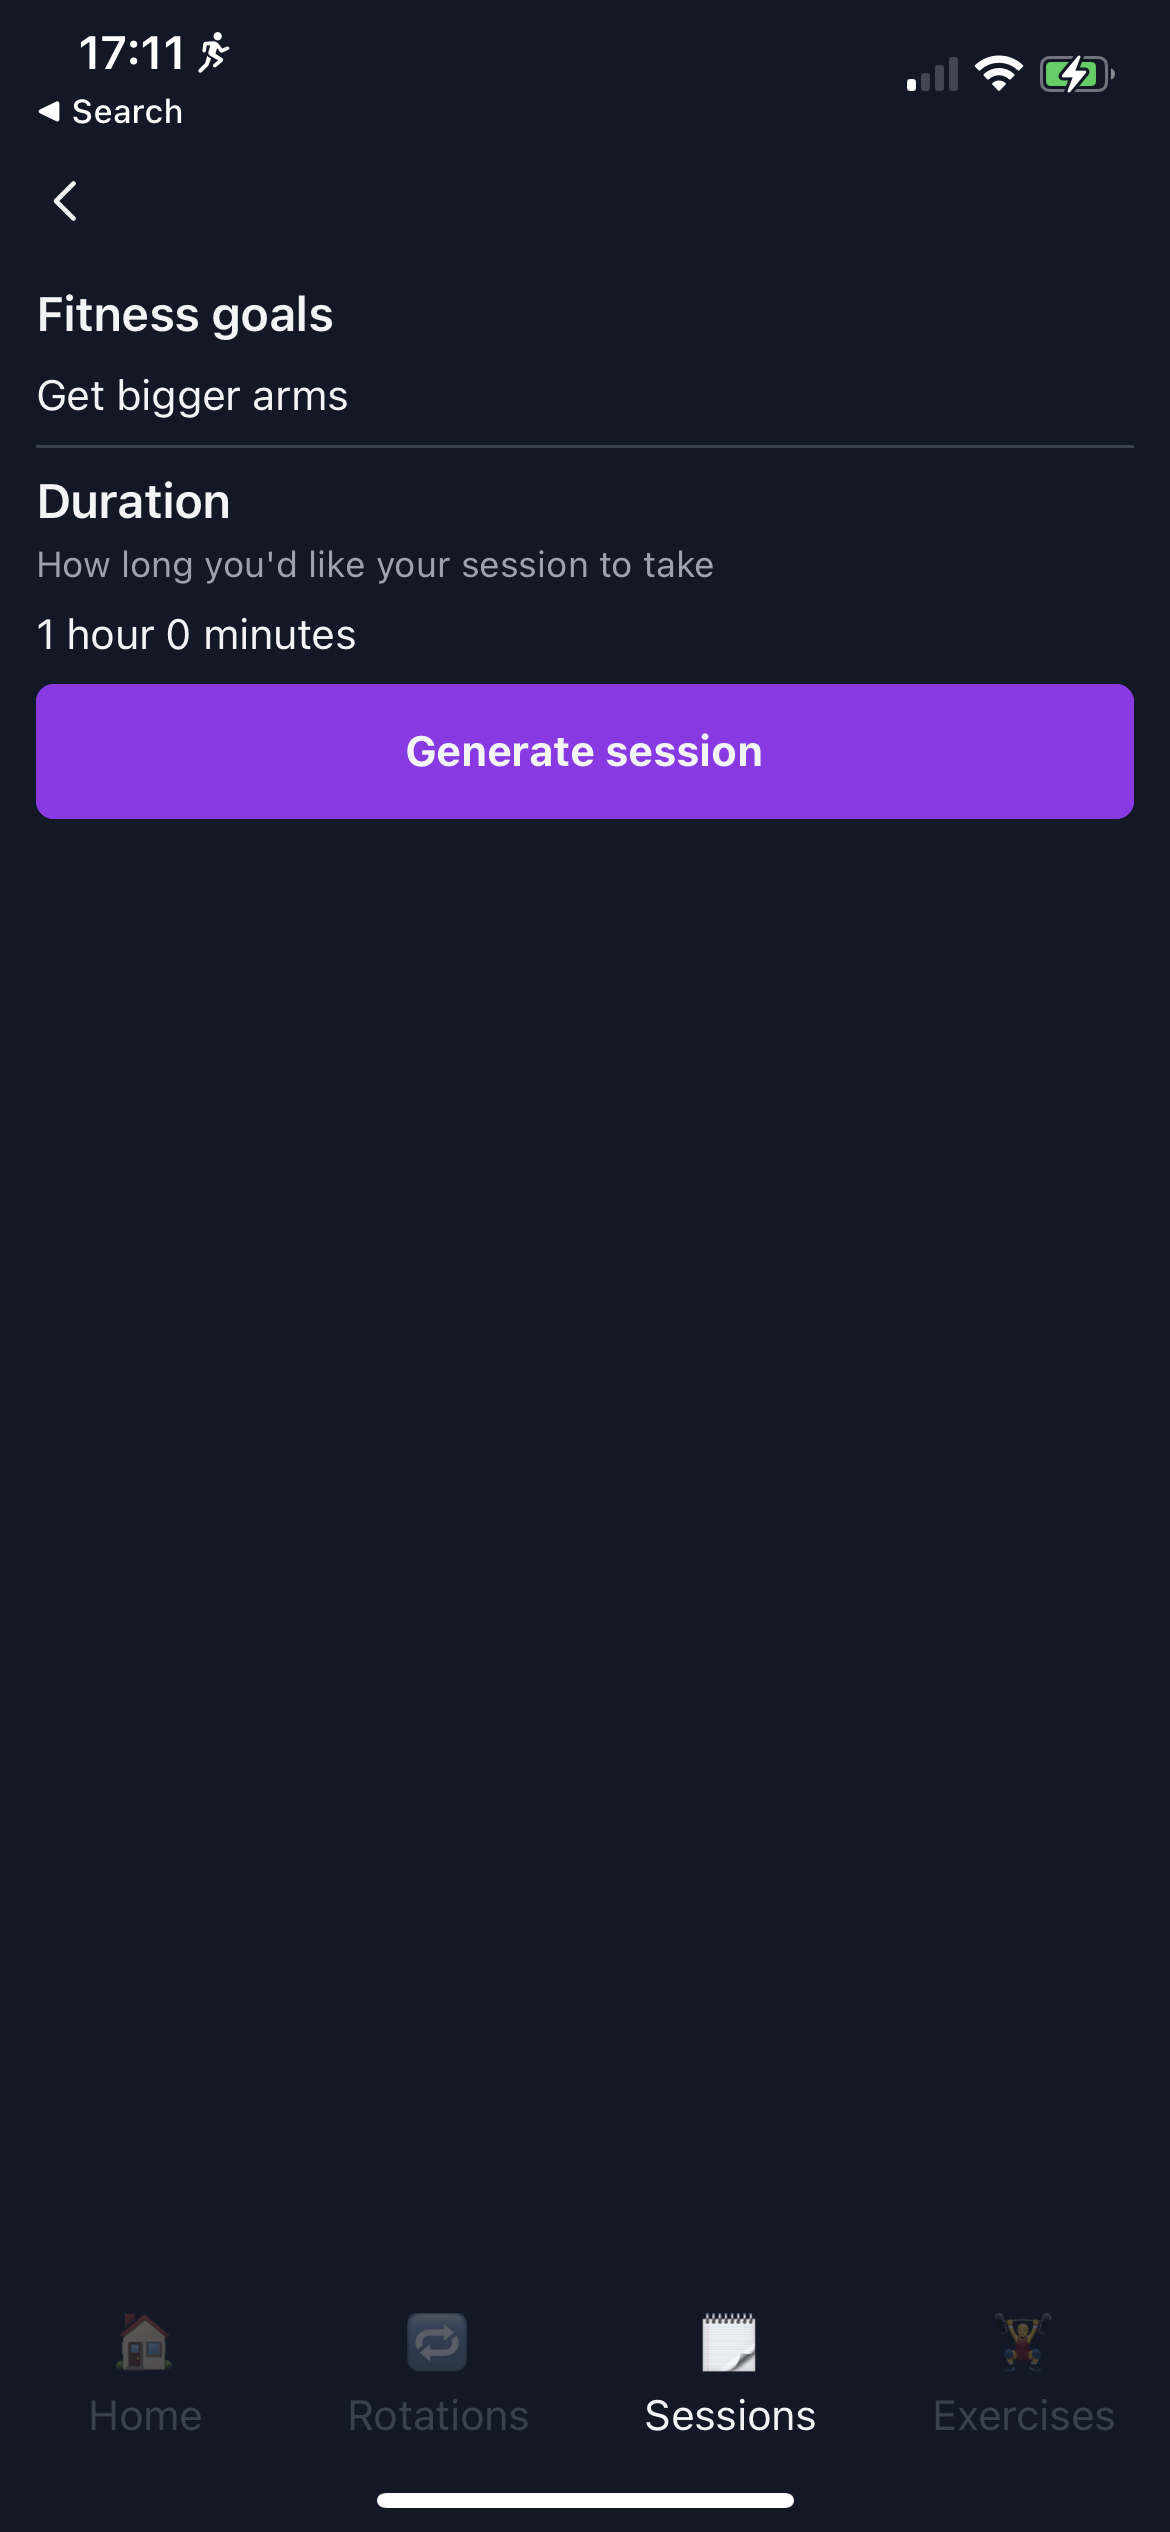 17:11
Search
Fitness goals
Get bigger arms
Duration
How long you'd like your session to take
1 hour 0 minutes
Generate session
Home
Rotations
Sessions
Exercises